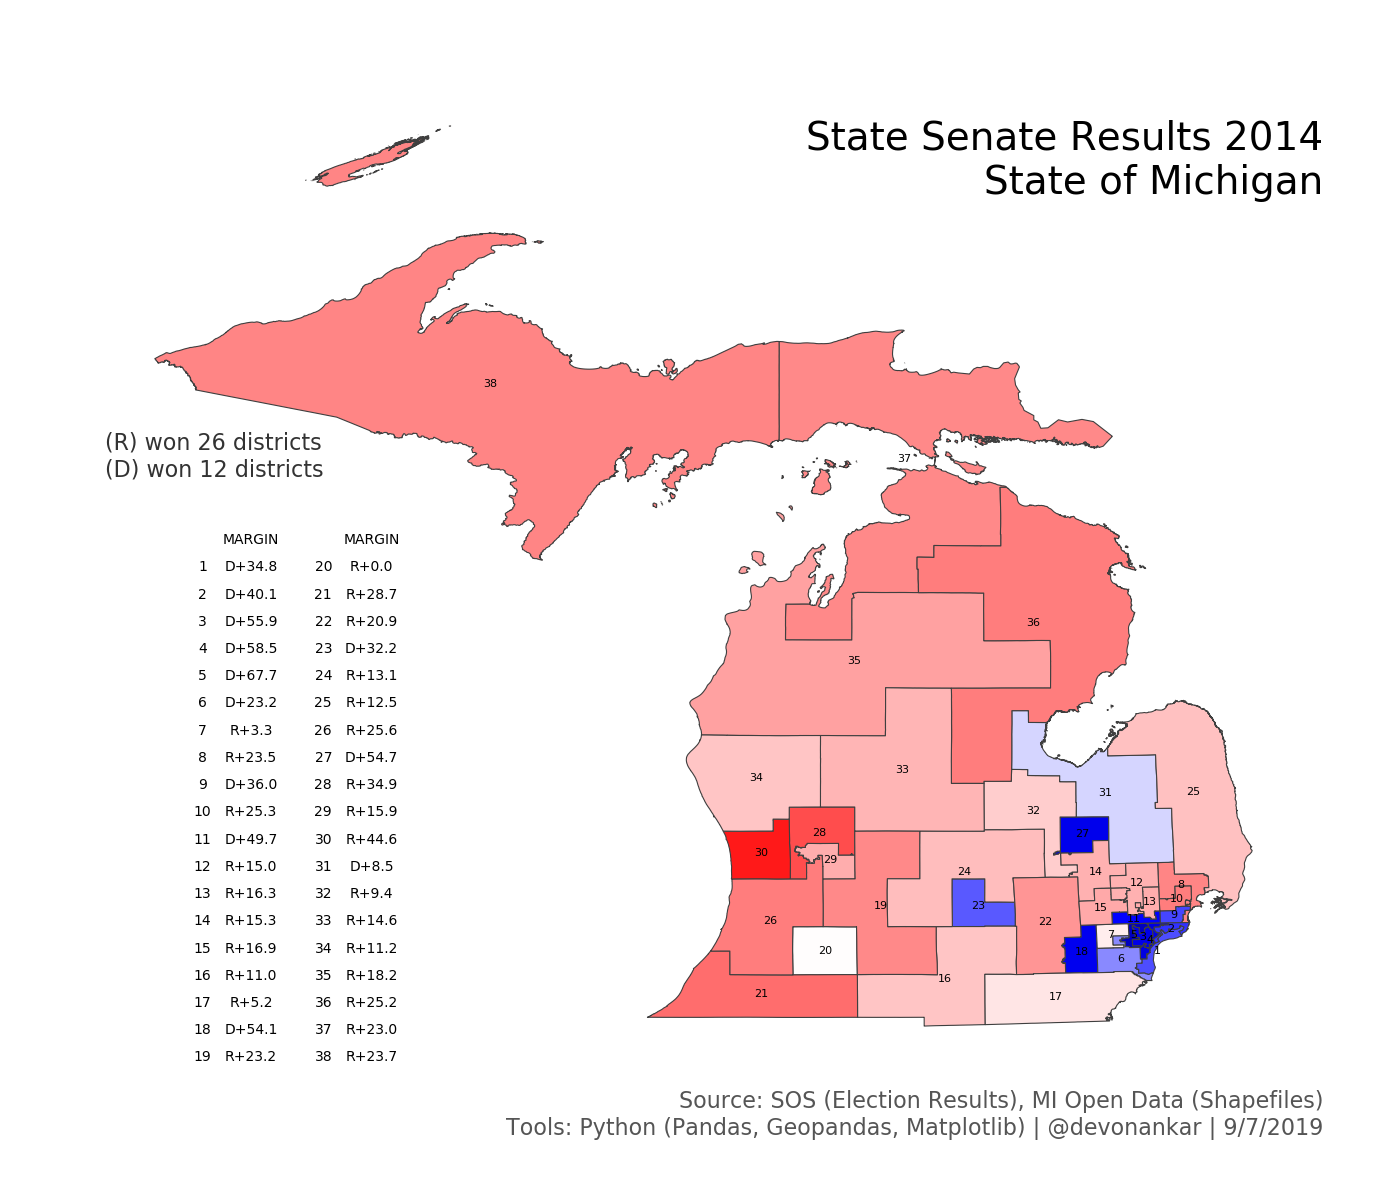 State Senate Results 2014
State of Michigan
(R) won 26 districts
(D) won 12 districts
MARGIN MARGIN
1 D+34.8 20 R+0.0
2 D+40.1 21 R+28.7
3 D+55.9 22 R+20.9
4 D+58.5 23 D+32.2
5 D+67.7 24 R+13.1
6 D+23.2 25 R+12.5
7 R+3.3 26 R+25.6
8 R+23.5 27 D+54.7
9 D+36.0 28 R+34.9
10 R+25.3 29 R+15.9
11 D+49.7 30 R+44.6
12 R+15.0 31 D+8.5
13 R+16.3 32 R+9.4
14 R+15.3 33 R+14.6
15 R+16.9 34 R+11.2
16 R+11.0 35 R+18.2
17 R+5.2 36 R+25.2
18 D+54.1 37 R+23.0
19 R+23.2 38 R+23.7
38
37
36
35
33
34
31
25
32
27
28
30
29
24
14
12
8
13
10
15
19
23
26
22
9
11
7
2
20
18
6
1
16
21
17
Source: SOS (Election Results), MI Open Data (Shapefiles)
Tools: Python (Pandas, Geopandas, Matplotlib) | @devonankar | 9/7/2019